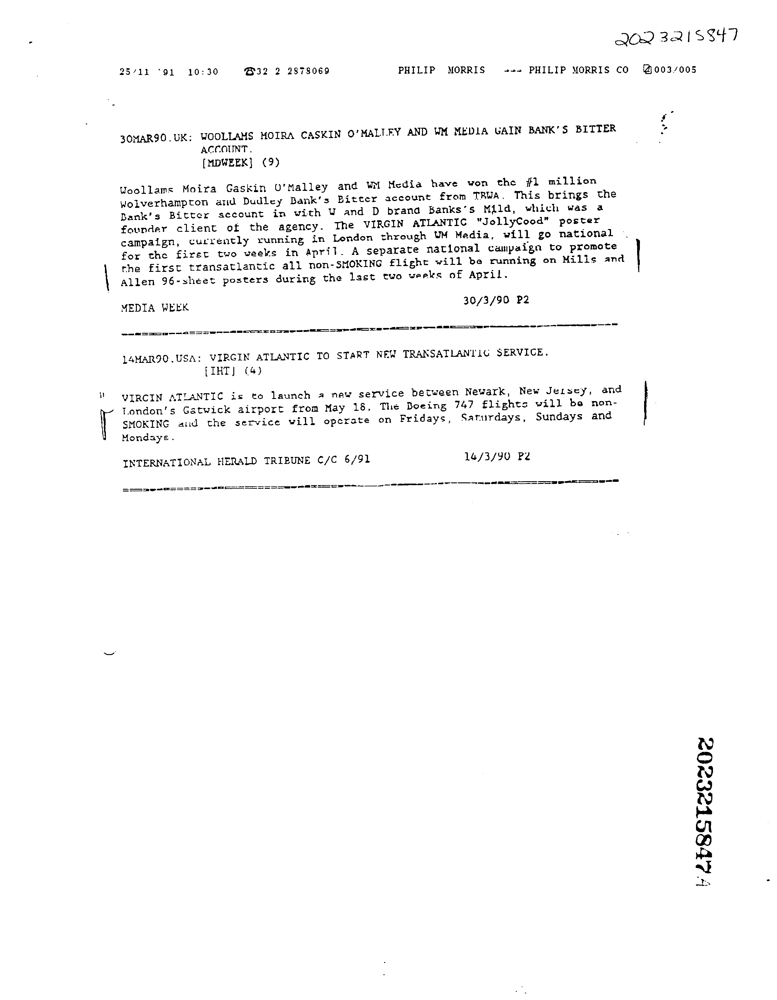 2023215847
25/11 '91 10:30 ☎32 2 2878069 PHILIP MORRIS --- PHILIP MORRIS CO 003/005
30MAR90.UK: WOOLLAMS MOIRA CASKIN O'MALLEY AND WM MEDIA GAIN BANK'S BITTER
ACCOUNT.
[MDWEEK] (9)
Woollams Moira Gaskin O'Malley and WM Media have won the #1 million
Wolverhampton and Dudley Bank's Bitter account from TRWA. This brings the
Bank's Bitter account in with W and D brand Banks's Mild, which was a
founder client of the agency. The VIRGIN ATLANTIC "JollyCood" poster
campaign, currently running in London through WM Media, will go national
for the first two weeks in April. A separate national campaign to promote
the first transatlantic all non-SMOKING flight will be running on Mills and
Allen 96-sheet posters during the last two weeks of April.
MEDIA WEEK 30/3/90 P2
14MAR90.USA: VIRGIN ATLANTIC TO START NEW TRANSATLANTIC SERVICE.
[IHT] (4)
VIRGIN ATLANTIC is to launch a new service between Newark, New Jersey, and
London's Gatwick airport from May 18. The Boeing 747 flights will be non-
SMOKING and the service will operate on Fridays, Saturdays, Sundays and
Mondays.
INTERNATIONAL HERALD TRIBUNE C/C 6/91 14/3/90 P2
2023215847A